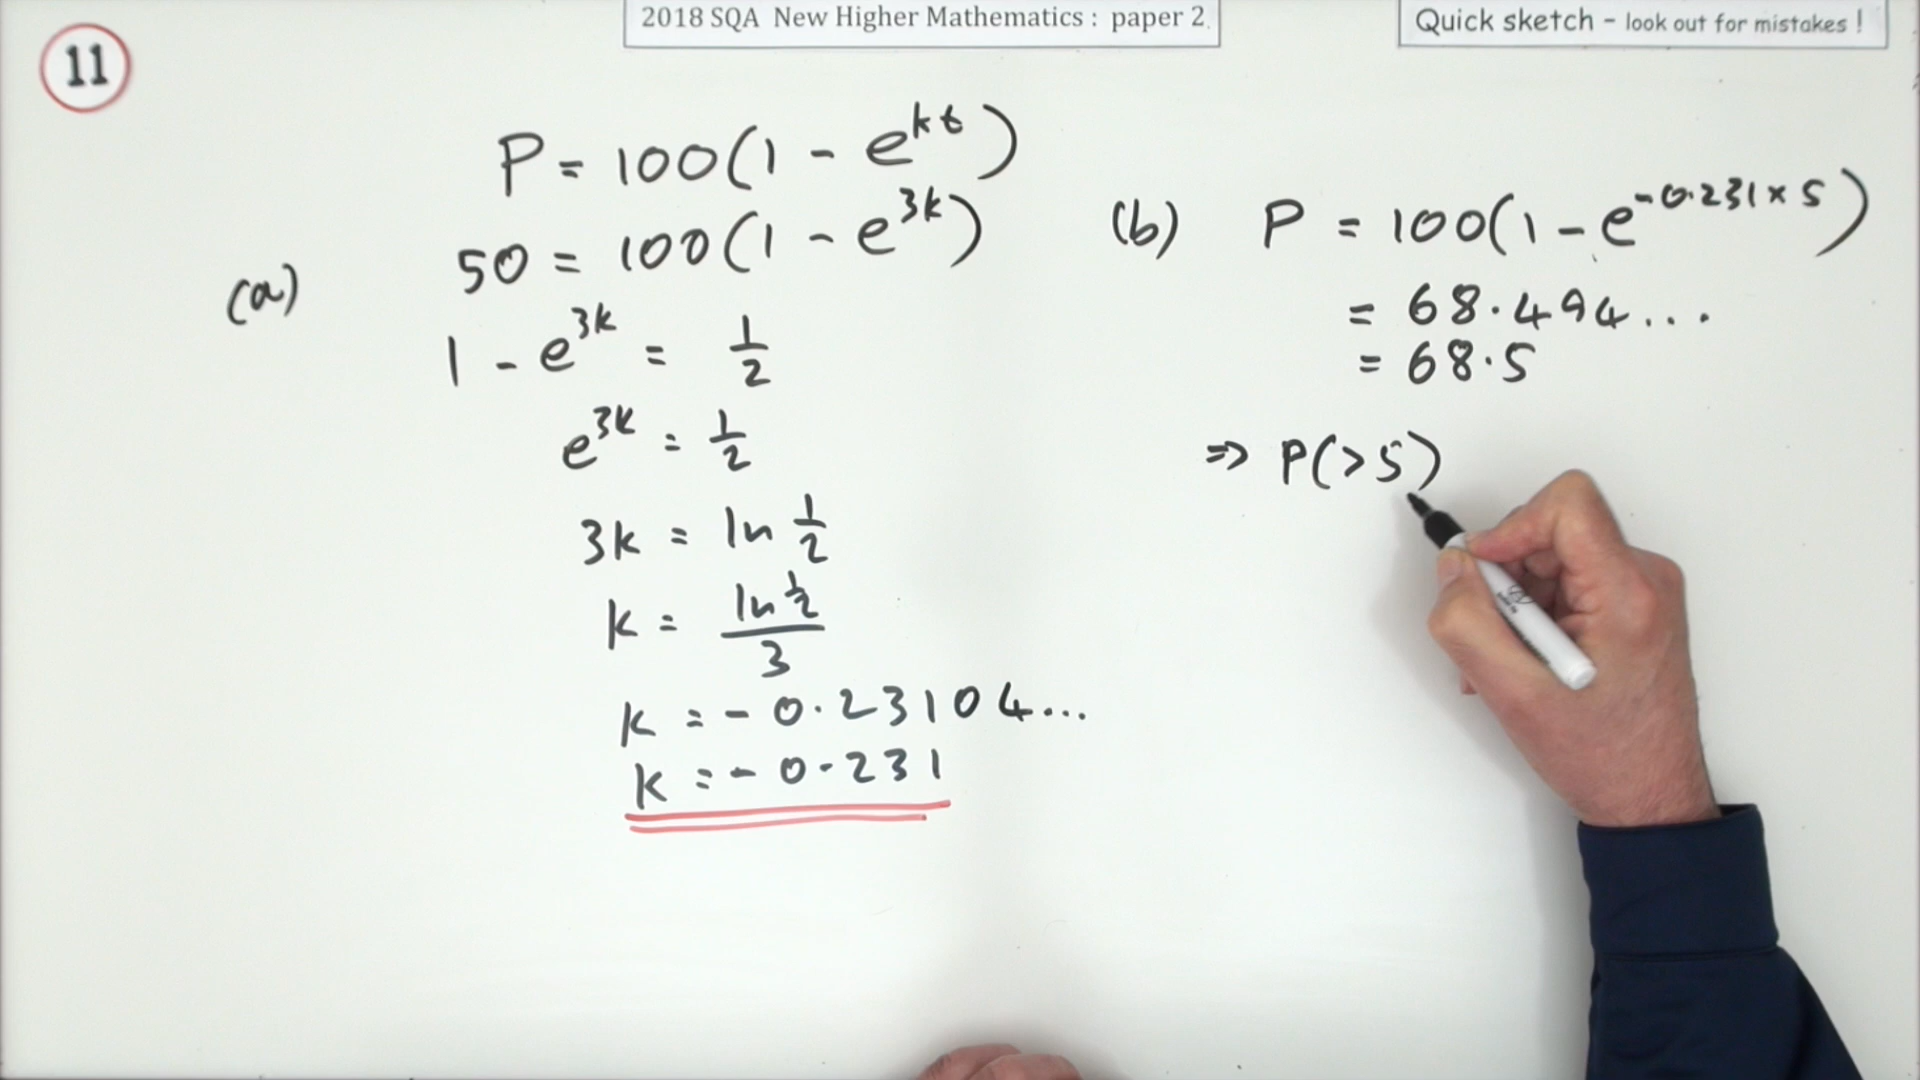 2018 SQA New Higher Mathematics : paper 2.
Quick sketch - look out for mistakes !
11
P = 100(1 - e^{kt})
(a)
50 = 100(1 - e^{3k})
1 - e^{3k} = 1/2
e^{3k} = 1/2
3k = ln 1/2
k = ln 1/2 / 3
k = - 0.23104...
k = - 0.231
(b) P = 100(1 - e^{-0.231 × 5})
= 68.494...
= 68.5
⇒ P(>5)